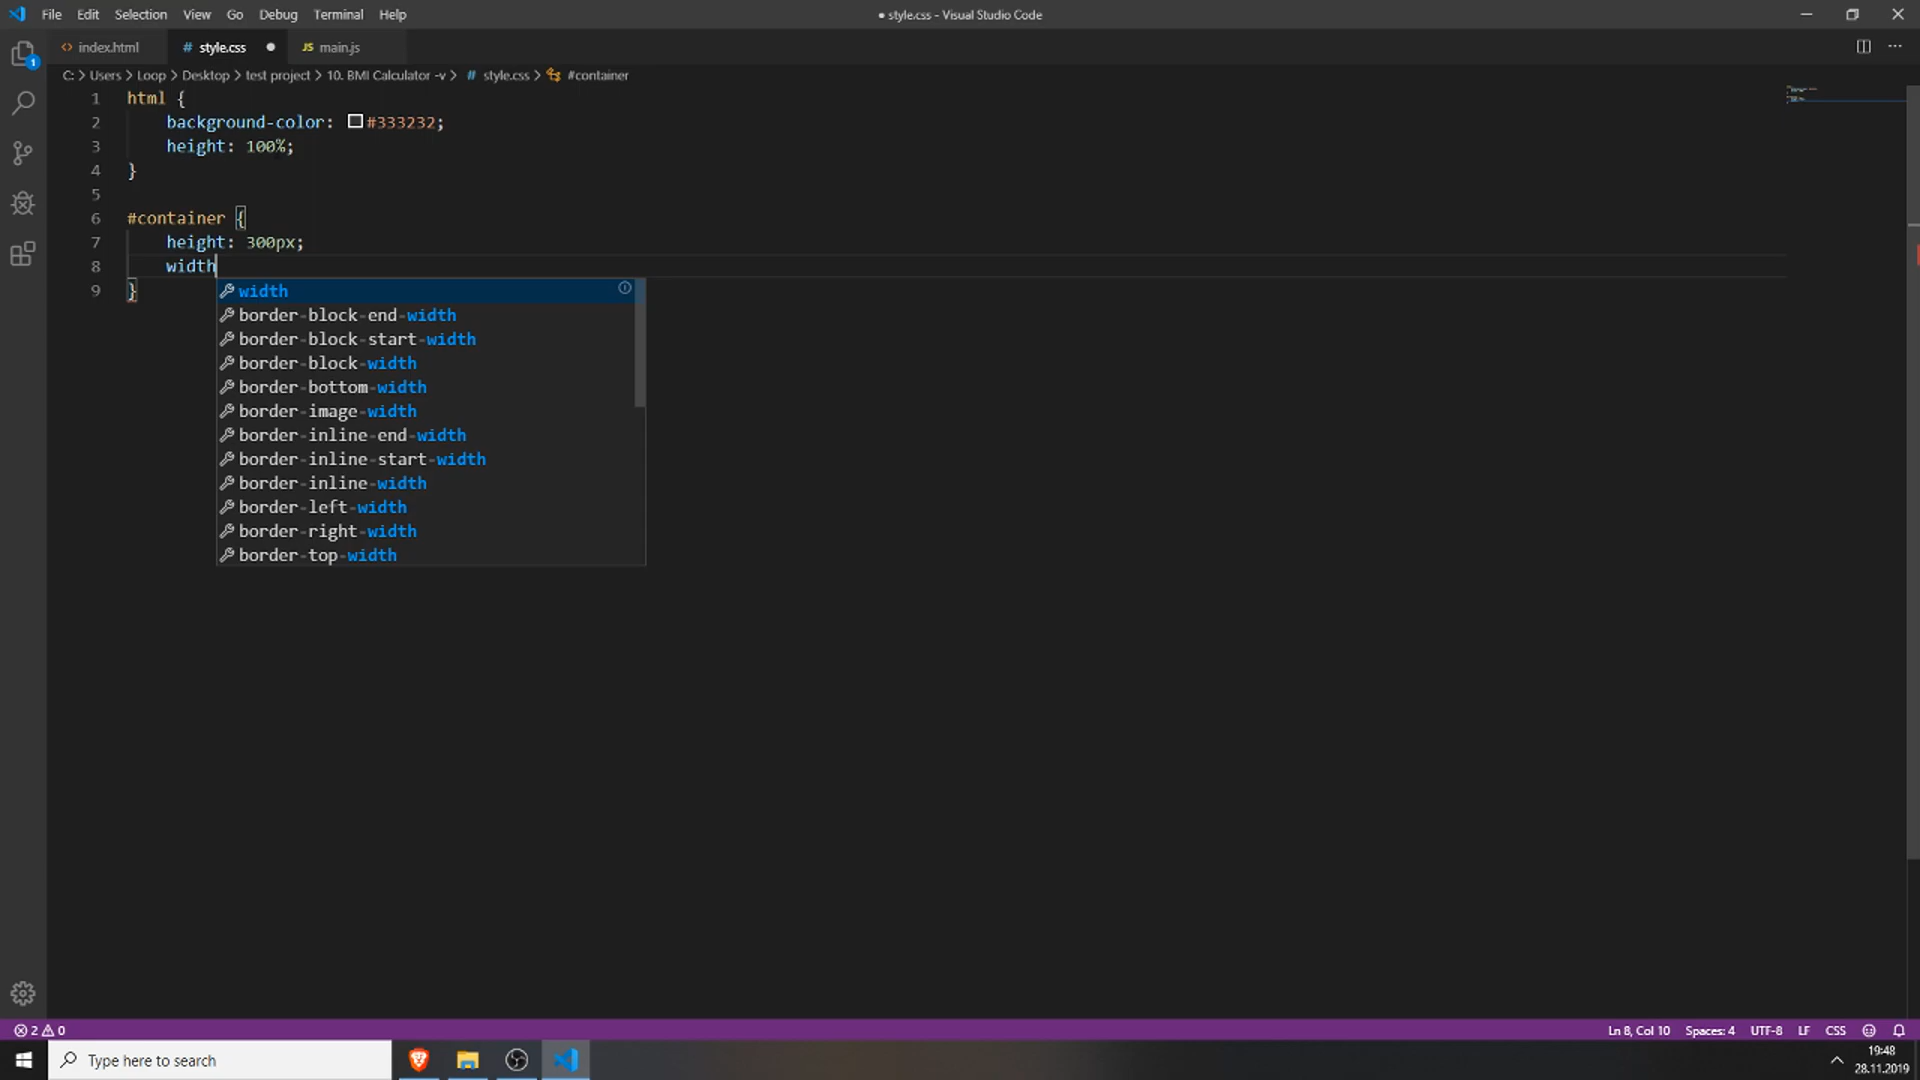 File Edit Selection View Go Debug Terminal Help
● style.css - Visual Studio Code
index.html # style.css ● JS main.js
C: > Users > Loop > Desktop > test project > 10. BMI Calculator -v > # style.css > #container
1 html {
2 background-color: #333232;
3 height: 100%;
4 }
5
6 #container {
7 height: 300px;
8 width
9 }
width
border-block-end-width
border-block-start-width
border-block-width
border-bottom-width
border-image-width
border-inline-end-width
border-inline-start-width
border-inline-width
border-left-width
border-right-width
border-top-width
1
2 0
Ln 8, Col 10 Spaces: 4 UTF-8 LF CSS
Type here to search
19:48
28.11.2019